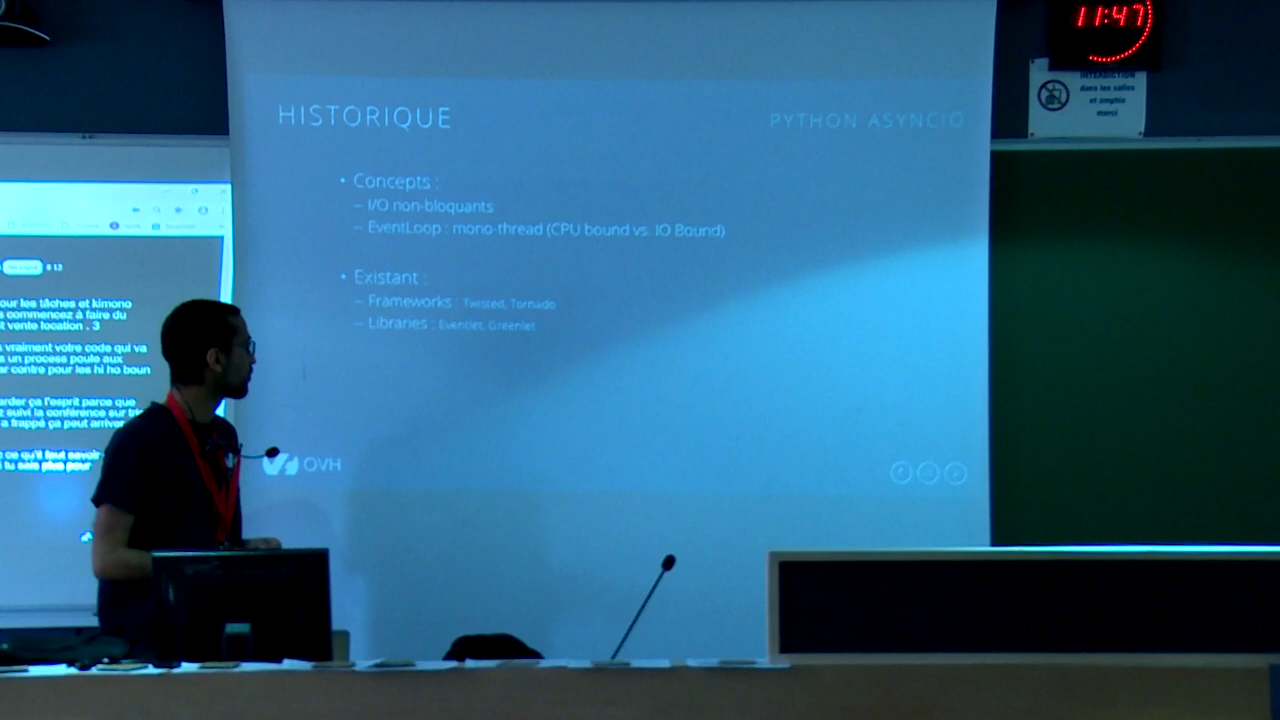 11:47
INTERDICTION
dans les salles
et amphis
merci
HISTORIQUE
PYTHON ASYNCIO
• Concepts :
– I/O non-bloquants
– EventLoop : mono-thread (CPU bound vs. IO Bound)
• Existant :
– Frameworks : Twisted, Tornado
– Libraries : Eventlet, Greenlet
OVH
our les tâches et kimono
s commencez à faire du
t vente location . 3
s vraiment votre code qui va
s un process poule aux
ar contre pour les hi ho boun
arder ça l'esprit parce que
z suivi la conférence sur
a frappé ça peut arriver
ce qu'il faut savoir
i tu sais plus pour